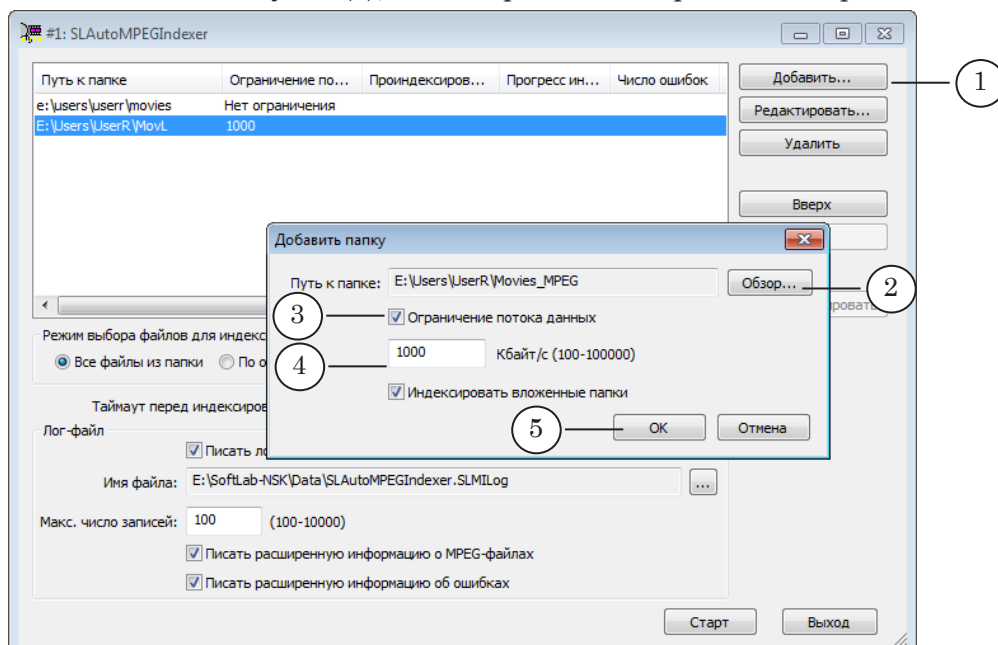 #1: SLAutoMPEGIndexer
Путь к папке Ограничение по... Проиндексиров... Прогресс ин... Число ошибок
e:\users\userr\movies Нет ограничения
E:\Users\UserR\MovL 1000
Добавить...
1
Редактировать...
Удалить
Вверх
Добавить папку
Путь к папке: E:\Users\UserR\Movies_MPEG Обзор...
2
3
Ограничение потока данных
4
1000 Кбайт/с (100-100000)
Индексировать вложенные папки
5
OK Отмена
Режим выбора файлов для индекс
Все файлы из папки По о
Таймаут перед индексиров
Лог-файл
Писать
Имя файла: E:\SoftLab-NSK\Data\SLAutoMPEGIndexer.SLMILog ...
Макс. число записей: 100 (100-10000)
Писать расширенную информацию о MPEG-файлах
Писать расширенную информацию об ошибках
Старт Выход